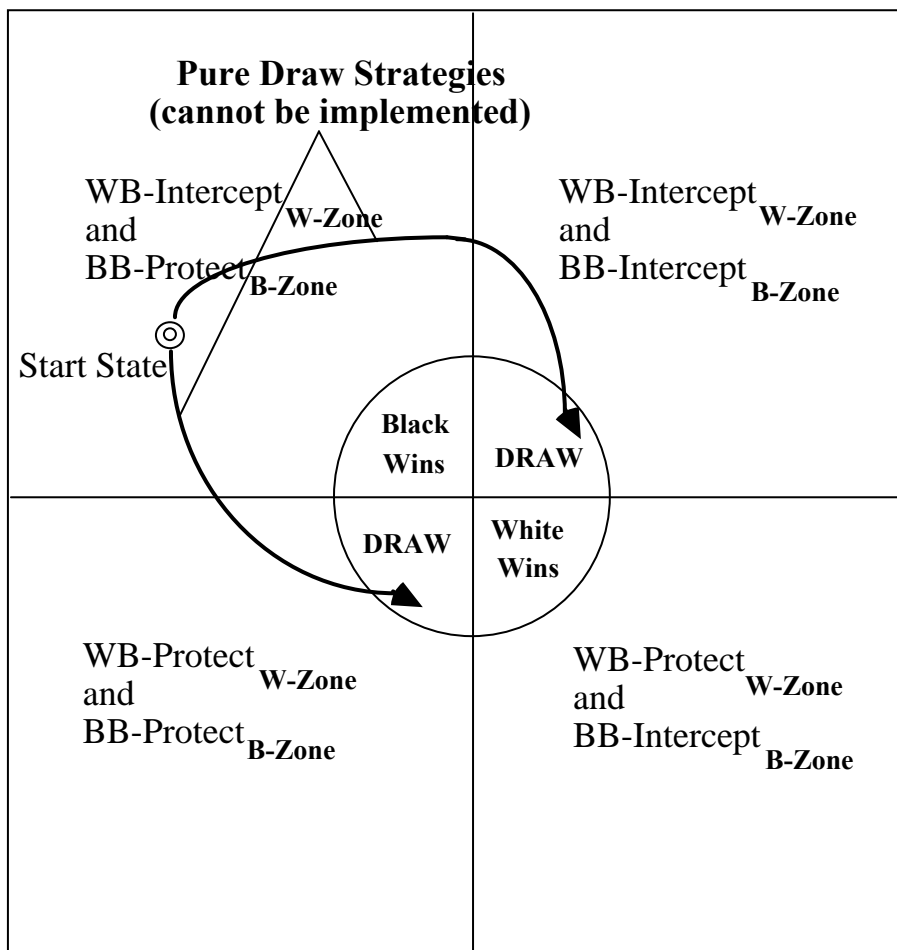 Pure Draw Strategies
(cannot be implemented)
WB-Intercept W-Zone
and
BB-Protect B-Zone
WB-Intercept W-Zone
and
BB-Intercept B-Zone
Start State
Black
Wins
DRAW
DRAW
White
Wins
WB-Protect W-Zone
and
BB-Protect B-Zone
WB-Protect W-Zone
and
BB-Intercept B-Zone